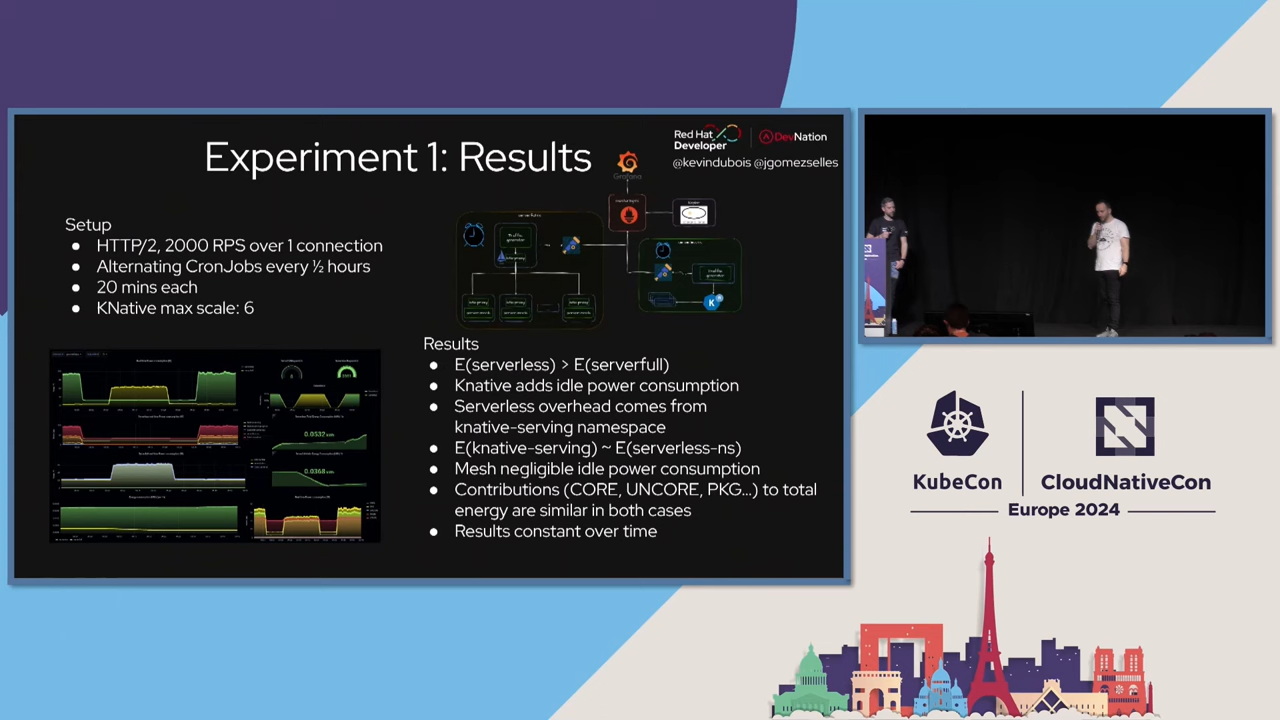 Experiment 1: Results
Red Hat
Developer
DevNation
@kevindubois @jgomezselles
Grafana
Setup
HTTP/2, 2000 RPS over 1 connection
Alternating CronJobs every ½ hours
20 mins each
KNative max scale: 6
Results
E(serverless) > E(serverfull)
Knative adds idle power consumption
Serverless overhead comes from
knative-serving namespace
E(knative-serving) ~ E(serverless-ns)
Mesh negligible idle power consumption
Contributions (CORE, UNCORE, PKG...) to total
energy are similar in both cases
Results constant over time
0.0532
0.0368
KubeCon
CloudNativeCon
Europe 2024